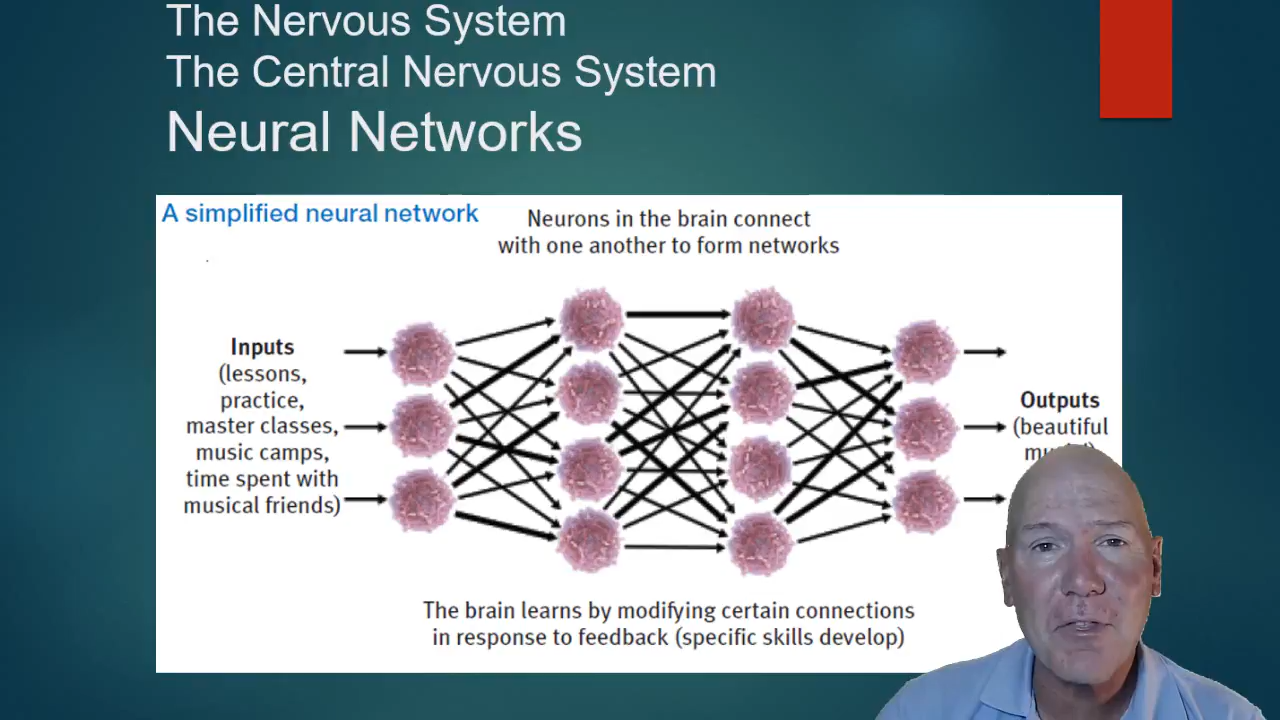 The Nervous System
The Central Nervous System
Neural Networks
A simplified neural network
Neurons in the brain connect
with one another to form networks
Inputs
(lessons,
practice,
master classes,
music camps,
time spent with
musical friends)
Outputs
(beautiful
The brain learns by modifying certain connections
in response to feedback (specific skills develop)